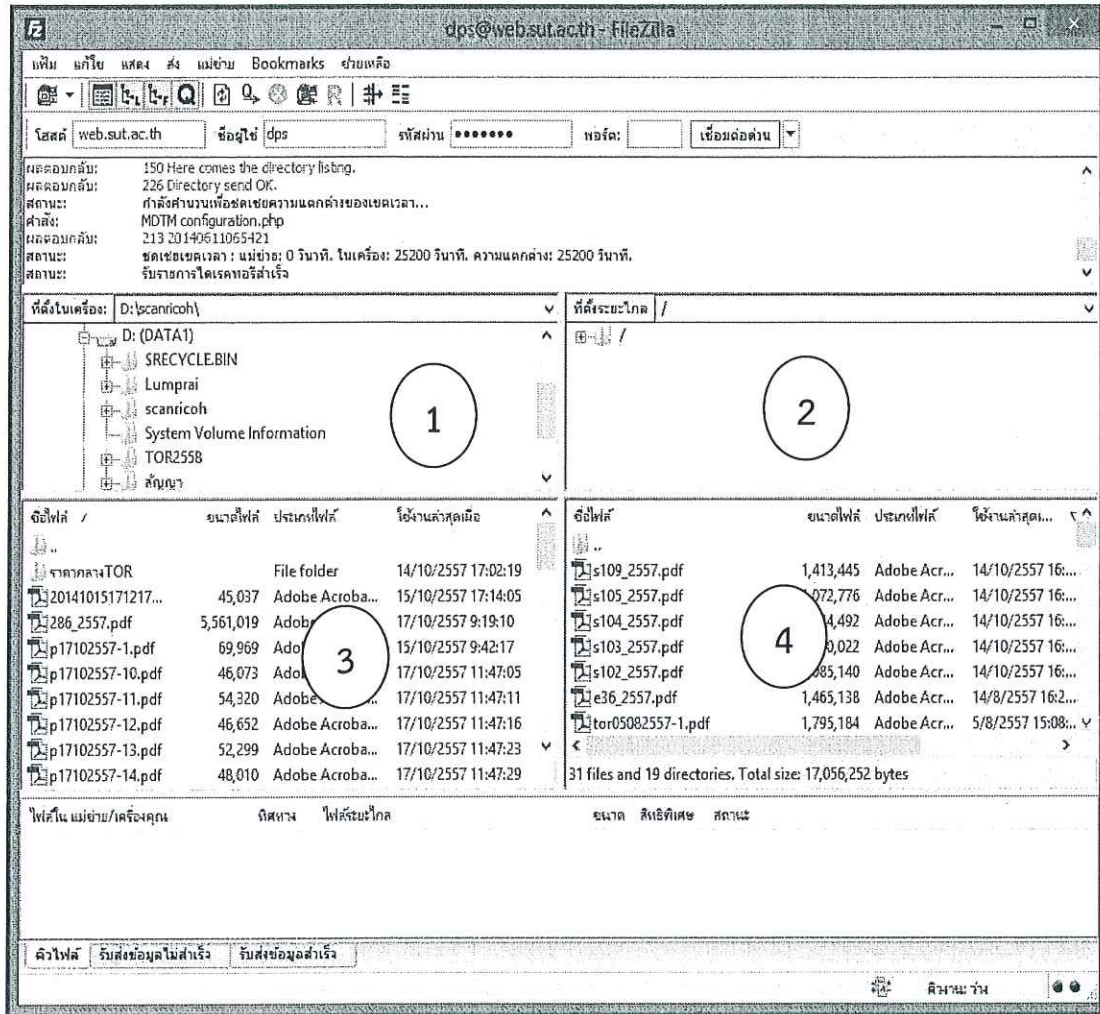 dps@web.sut.ac.th - FileZilla
แฟ้ม แก้ไข แสดง ส่ง แม่ข่าย Bookmarks ช่วยเหลือ
โฮสต์ web.sut.ac.th ชื่อผู้ใช้ dps รหัสผ่าน ●●●●●●● พอร์ต: เชื่อมต่อด่วน
ผลตอบกลับ: 150 Here comes the directory listing.
ผลตอบกลับ: 226 Directory send OK.
สถานะ: กำลังคำนวนเพื่อชดเชยความแตกต่างของเขตเวลา...
คำสั่ง: MDTM configuration.php
ผลตอบกลับ: 213 20140611065421
สถานะ: ชดเชยเขตเวลา : แม่ข่าย: 0 วินาที. ในเครื่อง: 25200 วินาที. ความแตกต่าง: 25200 วินาที.
สถานะ: รับรายการไดเรคทอรีสำเร็จ
ที่ตั้งในเครื่อง: D:\scanricoh\
ที่ตั้งระยะไกล /
D: (DATA1)
SRECYCLE.BIN
Lumprai
scanricoh
System Volume Information
TOR2558
สัญญา
1
/
2
ชื่อไฟล์ / ขนาดไฟล์ ประเภทไฟล์ ใช้งานล่าสุดเมื่อ
..
ราคากลางTOR File folder 14/10/2557 17:02:19
20141015171217... 45,037 Adobe Acroba... 15/10/2557 17:14:05
286_2557.pdf 5,561,019 Adobe 17/10/2557 9:19:10
p17102557-1.pdf 69,969 Ado 15/10/2557 9:42:17
p17102557-10.pdf 46,073 Ado 17/10/2557 11:47:05
p17102557-11.pdf 54,320 Adobe 17/10/2557 11:47:11
p17102557-12.pdf 46,652 Adobe Acroba... 17/10/2557 11:47:16
p17102557-13.pdf 52,299 Adobe Acroba... 17/10/2557 11:47:23
p17102557-14.pdf 48,010 Adobe Acroba... 17/10/2557 11:47:29
3
ชื่อไฟล์ ขนาดไฟล์ ประเภทไฟล์ ใช้งานล่าสุดเ...
..
s109_2557.pdf 1,413,445 Adobe Acr... 14/10/2557 16:...
s105_2557.pdf 072,776 Adobe Acr... 14/10/2557 16:...
s104_2557.pdf 4,492 Adobe Acr... 14/10/2557 16:...
s103_2557.pdf 0,022 Adobe Acr... 14/10/2557 16:...
s102_2557.pdf 85,140 Adobe Acr... 14/10/2557 16:...
e36_2557.pdf 1,465,138 Adobe Acr... 14/8/2557 16:2...
tor05082557-1.pdf 1,795,184 Adobe Acr... 5/8/2557 15:08:..
4
31 files and 19 directories. Total size: 17,056,252 bytes
ไฟล์ใน แม่ข่าย/เครื่องคุณ ทิศทาง ไฟล์ระยะไกล ขนาด สิทธิพิเศษ สถานะ
คิวไฟล์ รับส่งข้อมูลไม่สำเร็จ รับส่งข้อมูลสำเร็จ
คิวงาน: ว่าง